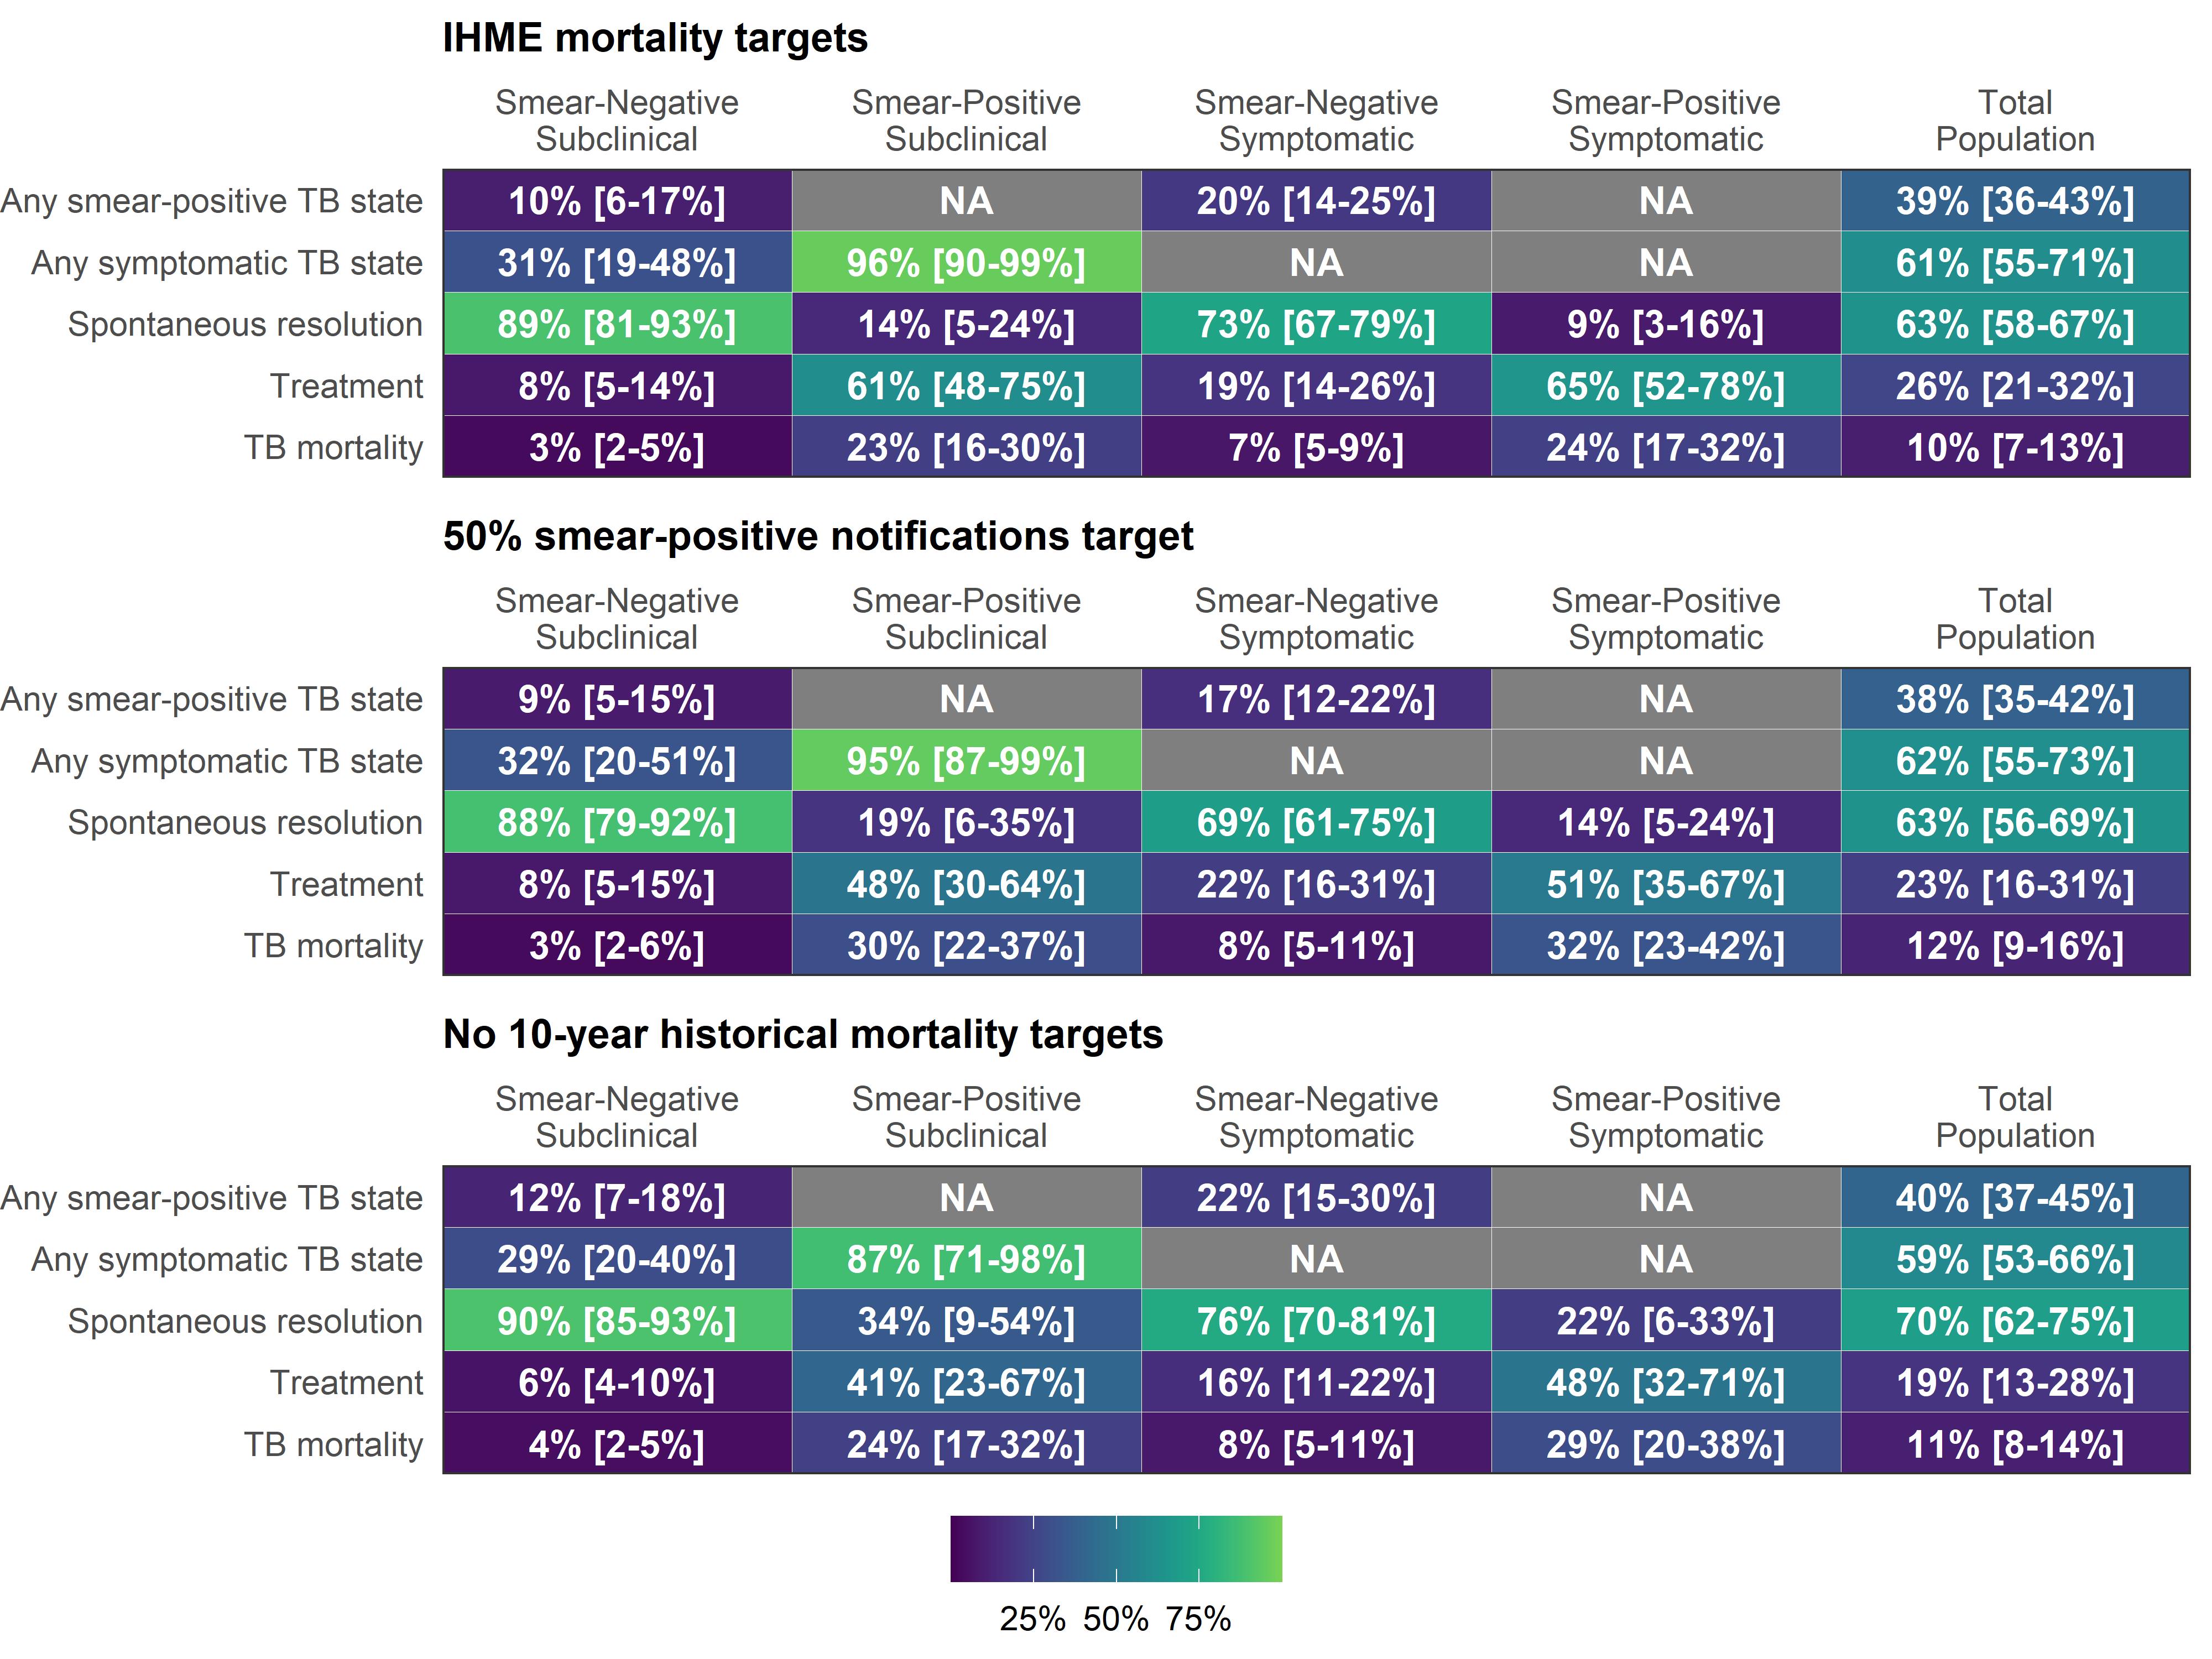 IHME mortality targets
Smear-Negative Smear-Positive Smear-Negative Smear-Positive Total
Subclinical Subclinical Symptomatic Symptomatic Population
Any smear-positive TB state 10% [6-17%] NA 20% [14-25%] NA 39% [36-43%]
Any symptomatic TB state 31% [19-48%] 96% [90-99%] NA NA 61% [55-71%]
Spontaneous resolution 89% [81-93%] 14% [5-24%] 73% [67-79%] 9% [3-16%] 63% [58-67%]
Treatment 8% [5-14%] 61% [48-75%] 19% [14-26%] 65% [52-78%] 26% [21-32%]
TB mortality 3% [2-5%] 23% [16-30%] 7% [5-9%] 24% [17-32%] 10% [7-13%]
50% smear-positive notifications target
Smear-Negative Smear-Positive Smear-Negative Smear-Positive Total
Subclinical Subclinical Symptomatic Symptomatic Population
Any smear-positive TB state 9% [5-15%] NA 17% [12-22%] NA 38% [35-42%]
Any symptomatic TB state 32% [20-51%] 95% [87-99%] NA NA 62% [55-73%]
Spontaneous resolution 88% [79-92%] 19% [6-35%] 69% [61-75%] 14% [5-24%] 63% [56-69%]
Treatment 8% [5-15%] 48% [30-64%] 22% [16-31%] 51% [35-67%] 23% [16-31%]
TB mortality 3% [2-6%] 30% [22-37%] 8% [5-11%] 32% [23-42%] 12% [9-16%]
No 10-year historical mortality targets
Smear-Negative Smear-Positive Smear-Negative Smear-Positive Total
Subclinical Subclinical Symptomatic Symptomatic Population
Any smear-positive TB state 12% [7-18%] NA 22% [15-30%] NA 40% [37-45%]
Any symptomatic TB state 29% [20-40%] 87% [71-98%] NA NA 59% [53-66%]
Spontaneous resolution 90% [85-93%] 34% [9-54%] 76% [70-81%] 22% [6-33%] 70% [62-75%]
Treatment 6% [4-10%] 41% [23-67%] 16% [11-22%] 48% [32-71%] 19% [13-28%]
TB mortality 4% [2-5%] 24% [17-32%] 8% [5-11%] 29% [20-38%] 11% [8-14%]
25% 50% 75%